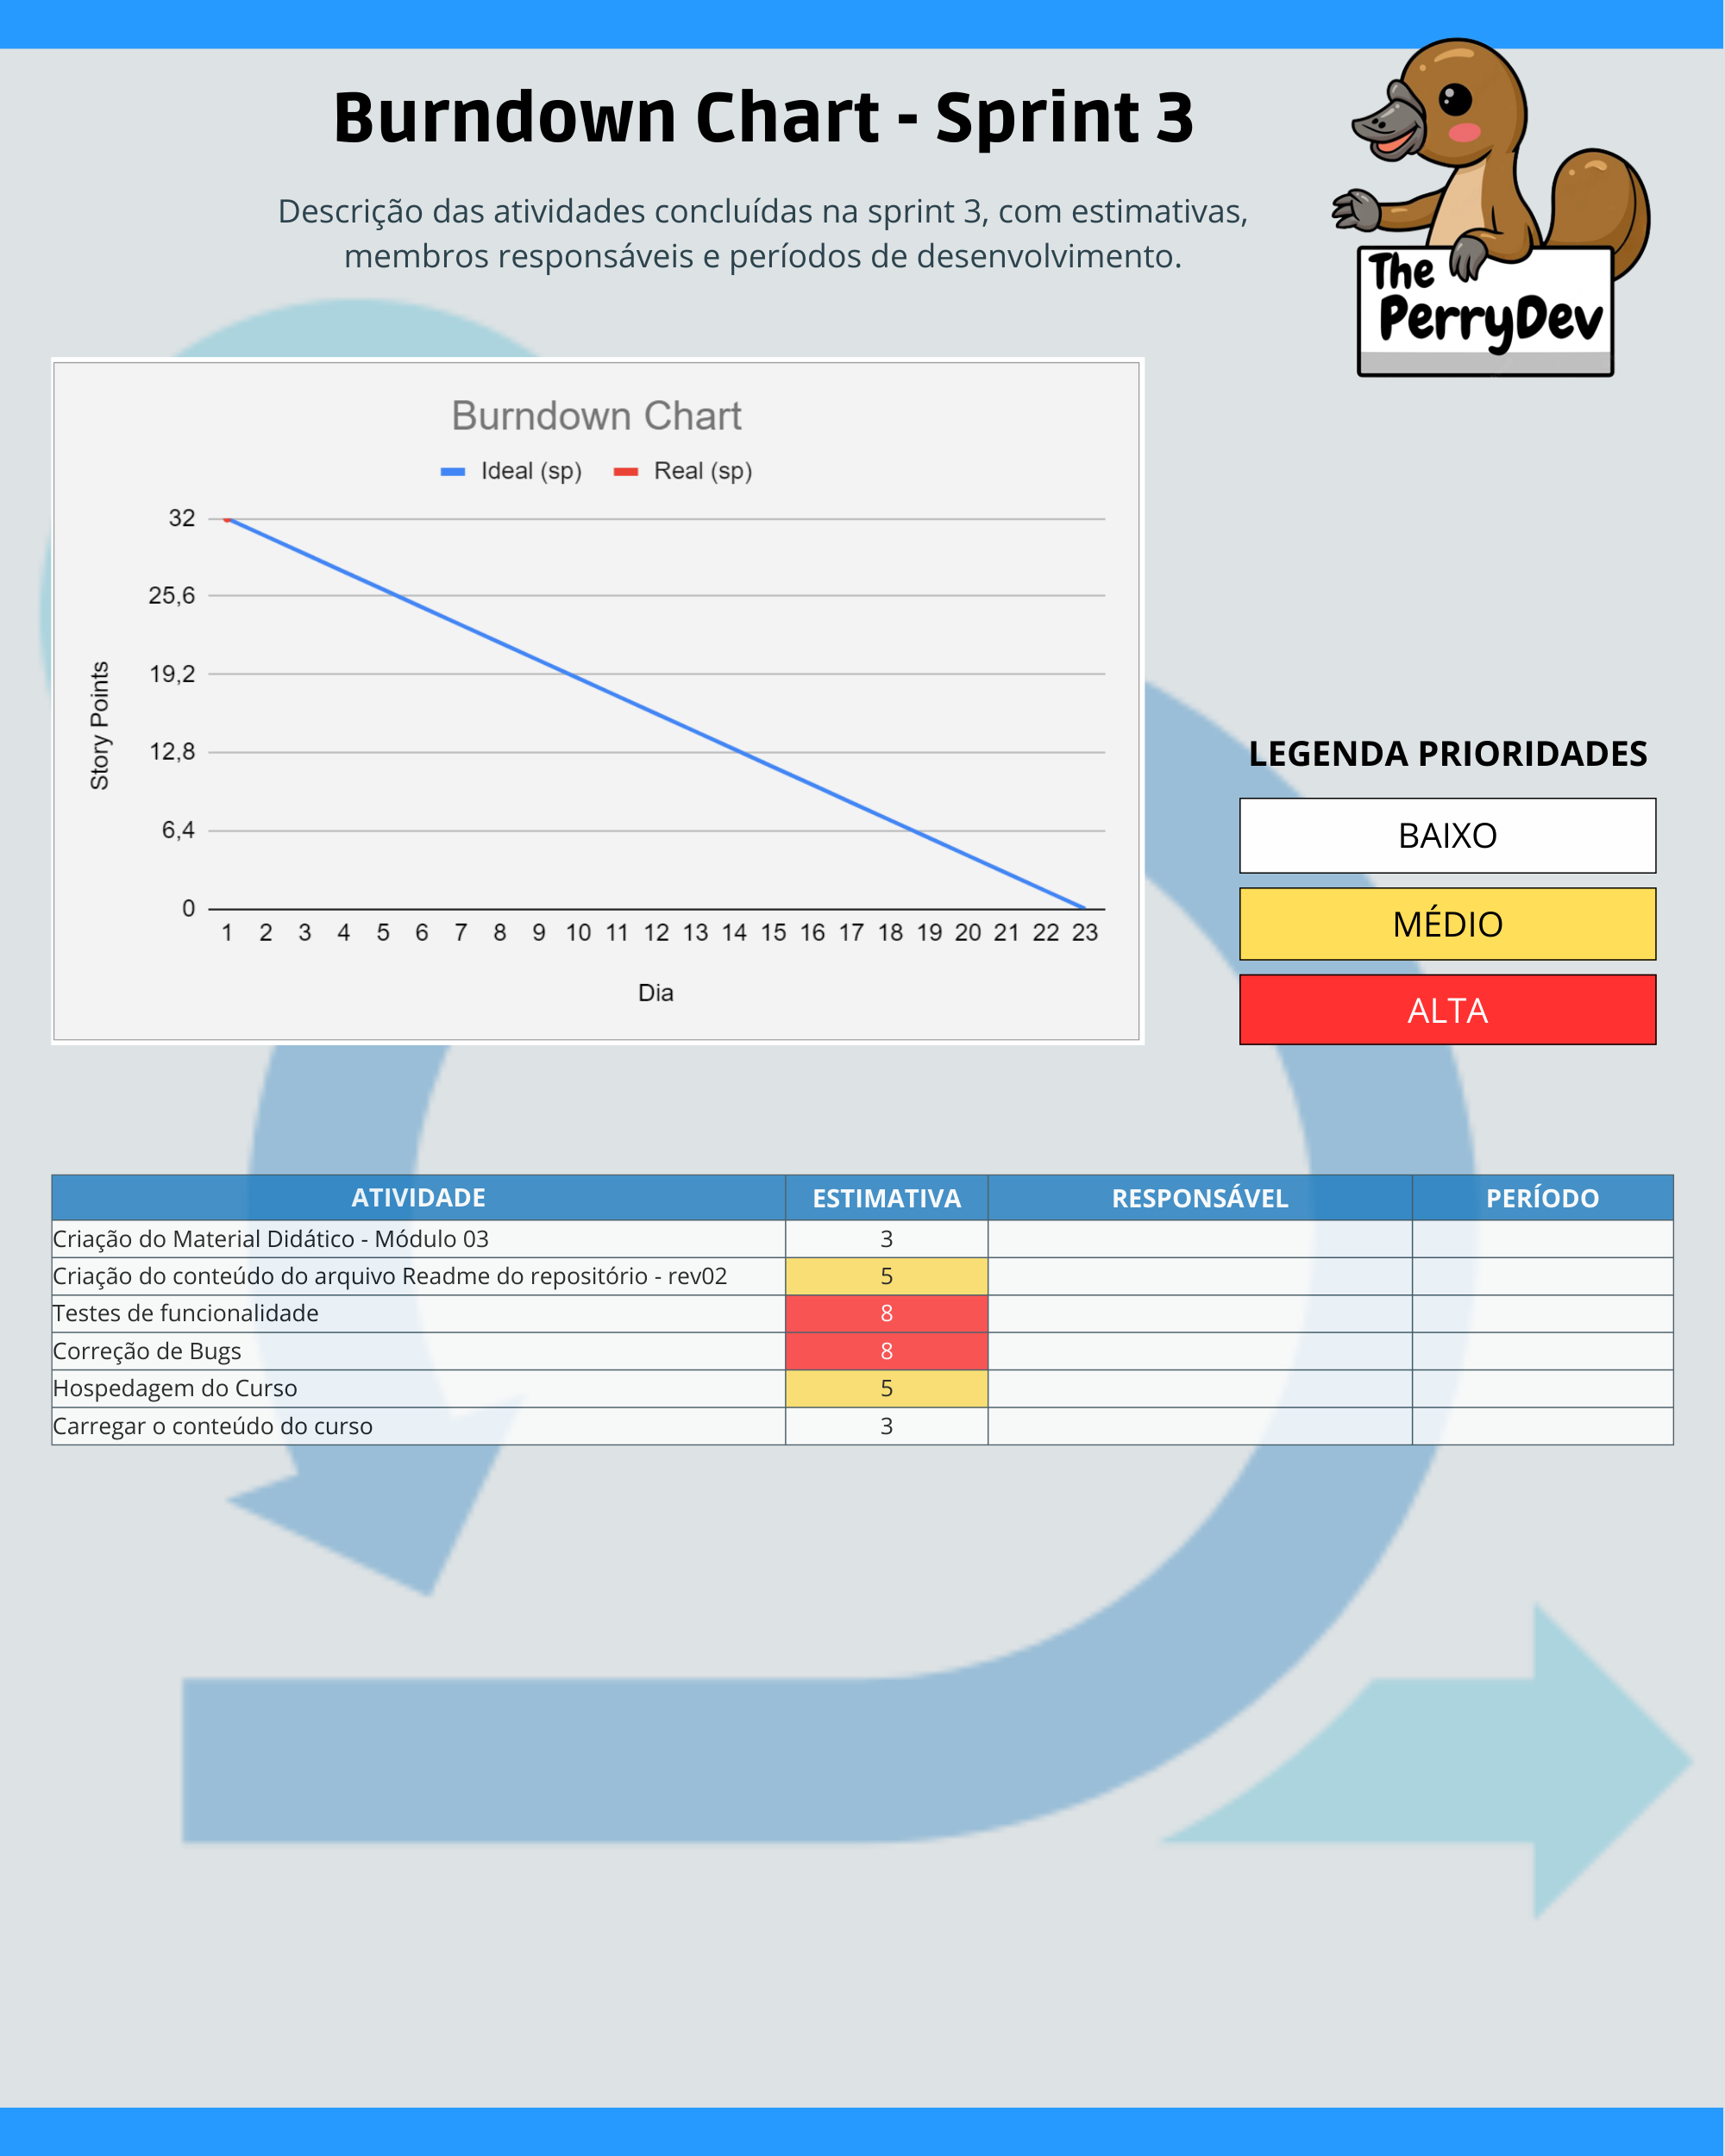 Burndown Chart - Sprint 3
Descrição das atividades concluídas na sprint 3, com estimativas,
membros responsáveis e períodos de desenvolvimento.
The
PerryDev
Burndown Chart
Ideal (sp) Real (sp)
32
25,6
19,2
12,8
6,4
0
Story Points
1 2 3 4 5 6 7 8 9 10 11 12 13 14 15 16 17 18 19 20 21 22 23
Dia
LEGENDA PRIORIDADES
BAIXO
MÉDIO
ALTA
ATIVIDADE ESTIMATIVA RESPONSÁVEL PERÍODO
Criação do Material Didático - Módulo 03 3
Criação do conteúdo do arquivo Readme do repositório - rev02 5
Testes de funcionalidade 8
Correção de Bugs 8
Hospedagem do Curso 5
Carregar o conteúdo do curso 3